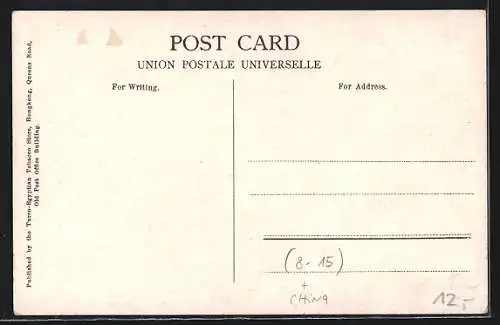 POST CARD
UNION POSTALE UNIVERSELLE
For Writing.
For Address.
Published by the Turco-Egyptian Tobacco Store, Hongkong, Queens Road,
Old Post Office Building.
(8.-15)
+
CHINA
12,-